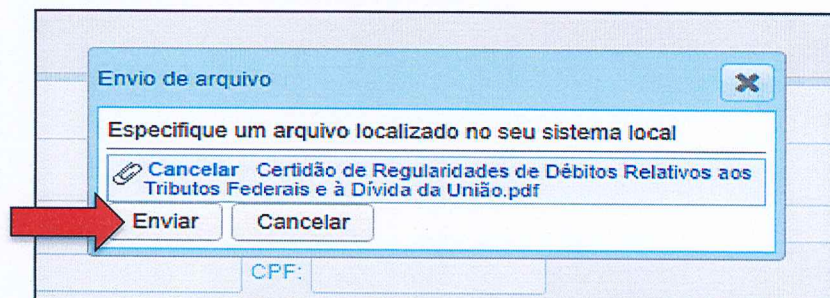 Envio de arquivo
Especifique um arquivo localizado no seu sistema local
Cancelar Certidão de Regularidades de Débitos Relativos aos
Tributos Federais e à Dívida da União.pdf
Enviar Cancelar
CPF: